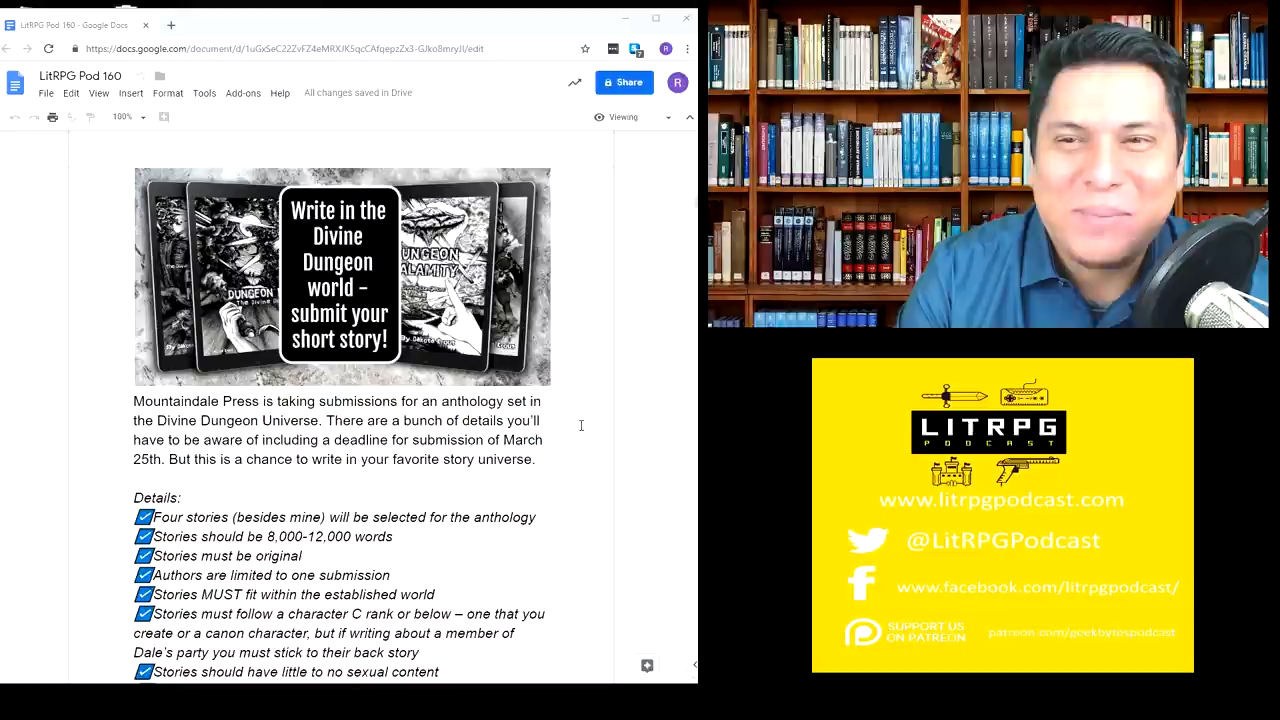 LitRPG Pod 160 - Google Docs
https://docs.google.com/document/d/1uGxSeC22ZvFZ4eMRXJK5qcCAfqepzZx3-GJko8mryJI/edit
LitRPG Pod 160
File Edit View Insert Format Tools Add-ons Help All changes saved in Drive
Share
R
100%
Viewing
Write in the
Divine
Dungeon
world –
submit your
short story!
Mountaindale Press is taking submissions for an anthology set in
the Divine Dungeon Universe. There are a bunch of details you'll
have to be aware of including a deadline for submission of March
25th. But this is a chance to write in your favorite story universe.
Details:
Four stories (besides mine) will be selected for the anthology
Stories should be 8,000-12,000 words
Stories must be original
Authors are limited to one submission
Stories MUST fit within the established world
Stories must follow a character C rank or below – one that you
create or a canon character, but if writing about a member of
Dale's party you must stick to their back story
Stories should have little to no sexual content
LITRPG
PODCAST
www.litrpgpodcast.com
@LitRPGPodcast
www.facebook.com/litrpgpodcast/
SUPPORT US
ON PATREON
patreon.com/geekbytespodcast